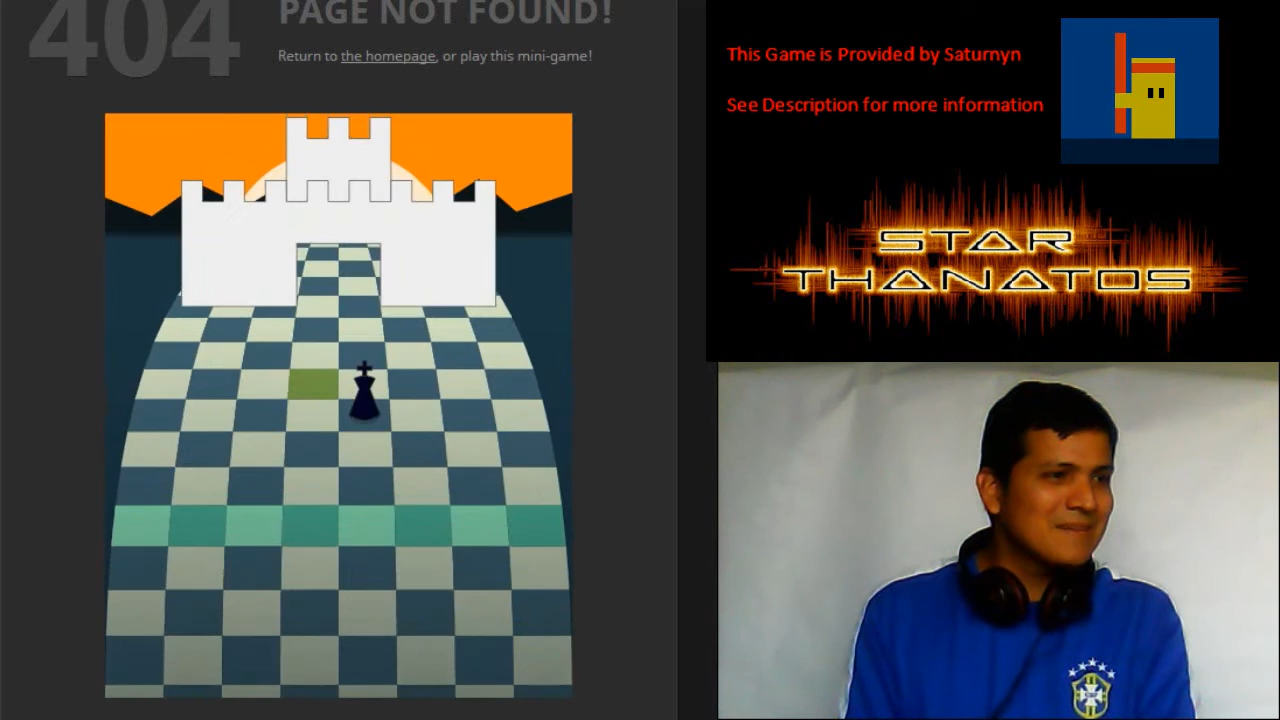 404
PAGE NOT FOUND!
Return to the homepage, or play this mini-game!
This Game is Provided by Saturnyn
See Description for more information
STAR
THANATOS